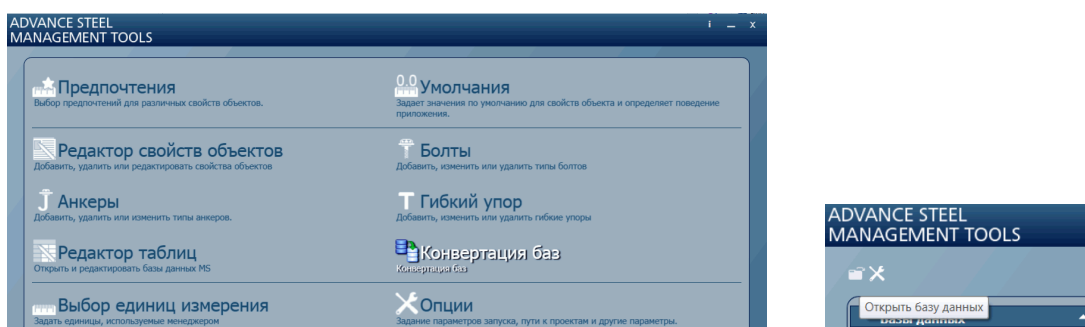 ADVANCE STEEL
MANAGEMENT TOOLS
i – x
Предпочтения
Выбор предпочтений для различных свойств объектов.
0.0 Умолчания
Задает значения по умолчанию для свойств объекта и определяет поведение
приложения.
Редактор свойств объектов
Добавить, удалить или редактировать свойства объектов
Болты
Добавить, изменить или удалить типы болтов
Анкеры
Добавить, удалить или изменить типы анкеров.
Гибкий упор
Добавить, изменить или удалить гибкие упоры
Редактор таблиц
Открыть и редактировать базы данных MS
Конвертация баз
Конвертация баз
Выбор единиц измерения
Задать единицы, используемые менеджером
Опции
Задание параметров запуска, пути к проектам и другие параметры.
ADVANCE STEEL
MANAGEMENT TOOLS
Открыть базу данных
Базы данных